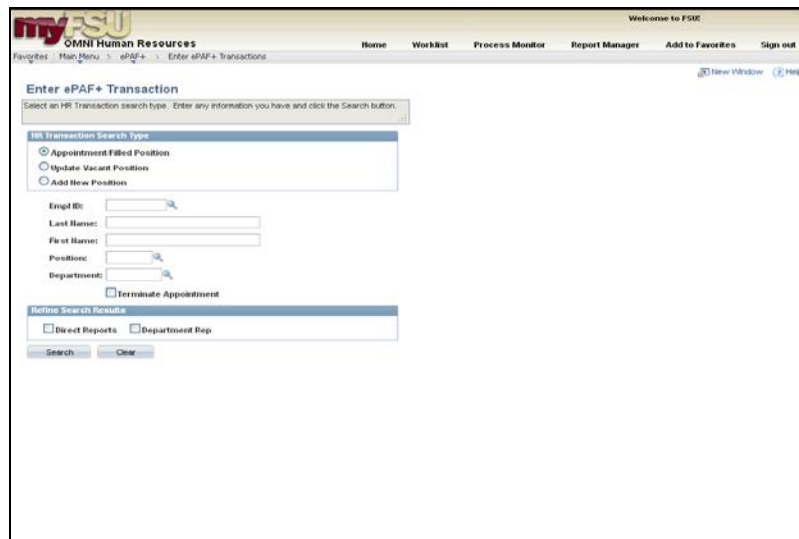 myFSU
Welcome to FSU!
OMNI Human Resources
Home Worklist Process Monitor Report Manager Add to Favorites Sign out
Favorites Main Menu > ePAF+ > Enter ePAF+ Transactions
New Window Help
Enter ePAF+ Transaction
Select an HR Transaction search type. Enter any information you have and click the Search button.
HR Transaction Search Type
Appointment/Filled Position
Update Vacant Position
Add New Position
Empl ID:
Last Name:
First Name:
Position:
Department:
Terminate Appointment
Refine Search Results
Direct Reports Department Rep
Search Clear